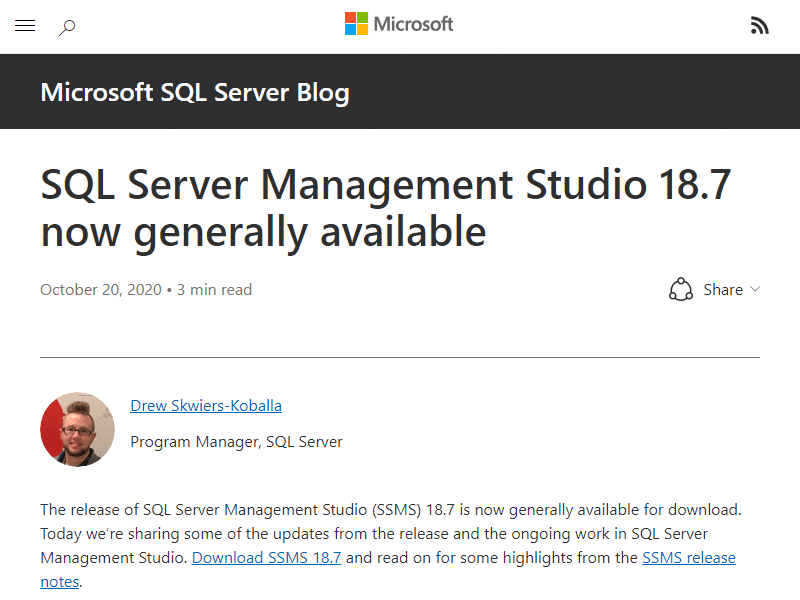 Microsoft
Microsoft SQL Server Blog
SQL Server Management Studio 18.7
now generally available
October 20, 2020 • 3 min read
Share
Drew Skwiers-Koballa
Program Manager, SQL Server
The release of SQL Server Management Studio (SSMS) 18.7 is now generally available for download.
Today we’re sharing some of the updates from the release and the ongoing work in SQL Server
Management Studio. Download SSMS 18.7 and read on for some highlights from the SSMS release
notes.